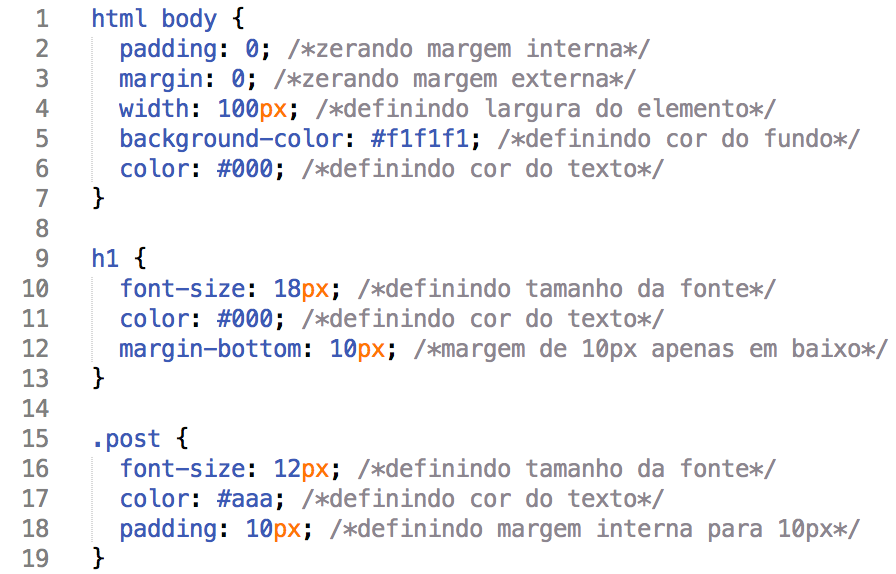 1 html body {
2 padding: 0; /*zerando margem interna*/
3 margin: 0; /*zerando margem externa*/
4 width: 100px; /*definindo largura do elemento*/
5 background-color: #f1f1f1; /*definindo cor do fundo*/
6 color: #000; /*definindo cor do texto*/
7 }
8
9 h1 {
10 font-size: 18px; /*definindo tamanho da fonte*/
11 color: #000; /*definindo cor do texto*/
12 margin-bottom: 10px; /*margem de 10px apenas em baixo*/
13 }
14
15 .post {
16 font-size: 12px; /*definindo tamanho da fonte*/
17 color: #aaa; /*definindo cor do texto*/
18 padding: 10px; /*definindo margem interna para 10px*/
19 }